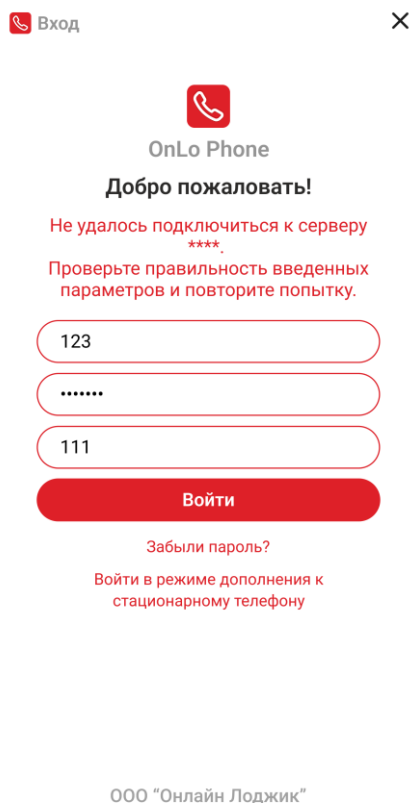 Вход
OnLo Phone
Добро пожаловать!
Не удалось подключиться к серверу
****.
Проверьте правильность введенных
параметров и повторите попытку.
123
•••••••
111
Войти
Забыли пароль?
Войти в режиме дополнения к
стационарному телефону
ООО “Онлайн Лоджик”